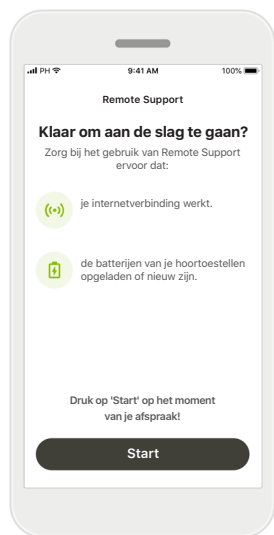 PH 9:41 AM 100%
Remote Support
Klaar om aan de slag te gaan?
Zorg bij het gebruik van Remote Support
ervoor dat:
je internetverbinding werkt.
de batterijen van je hoortoestellen
opgeladen of nieuw zijn.
Druk op 'Start' op het moment
van je afspraak!
Start